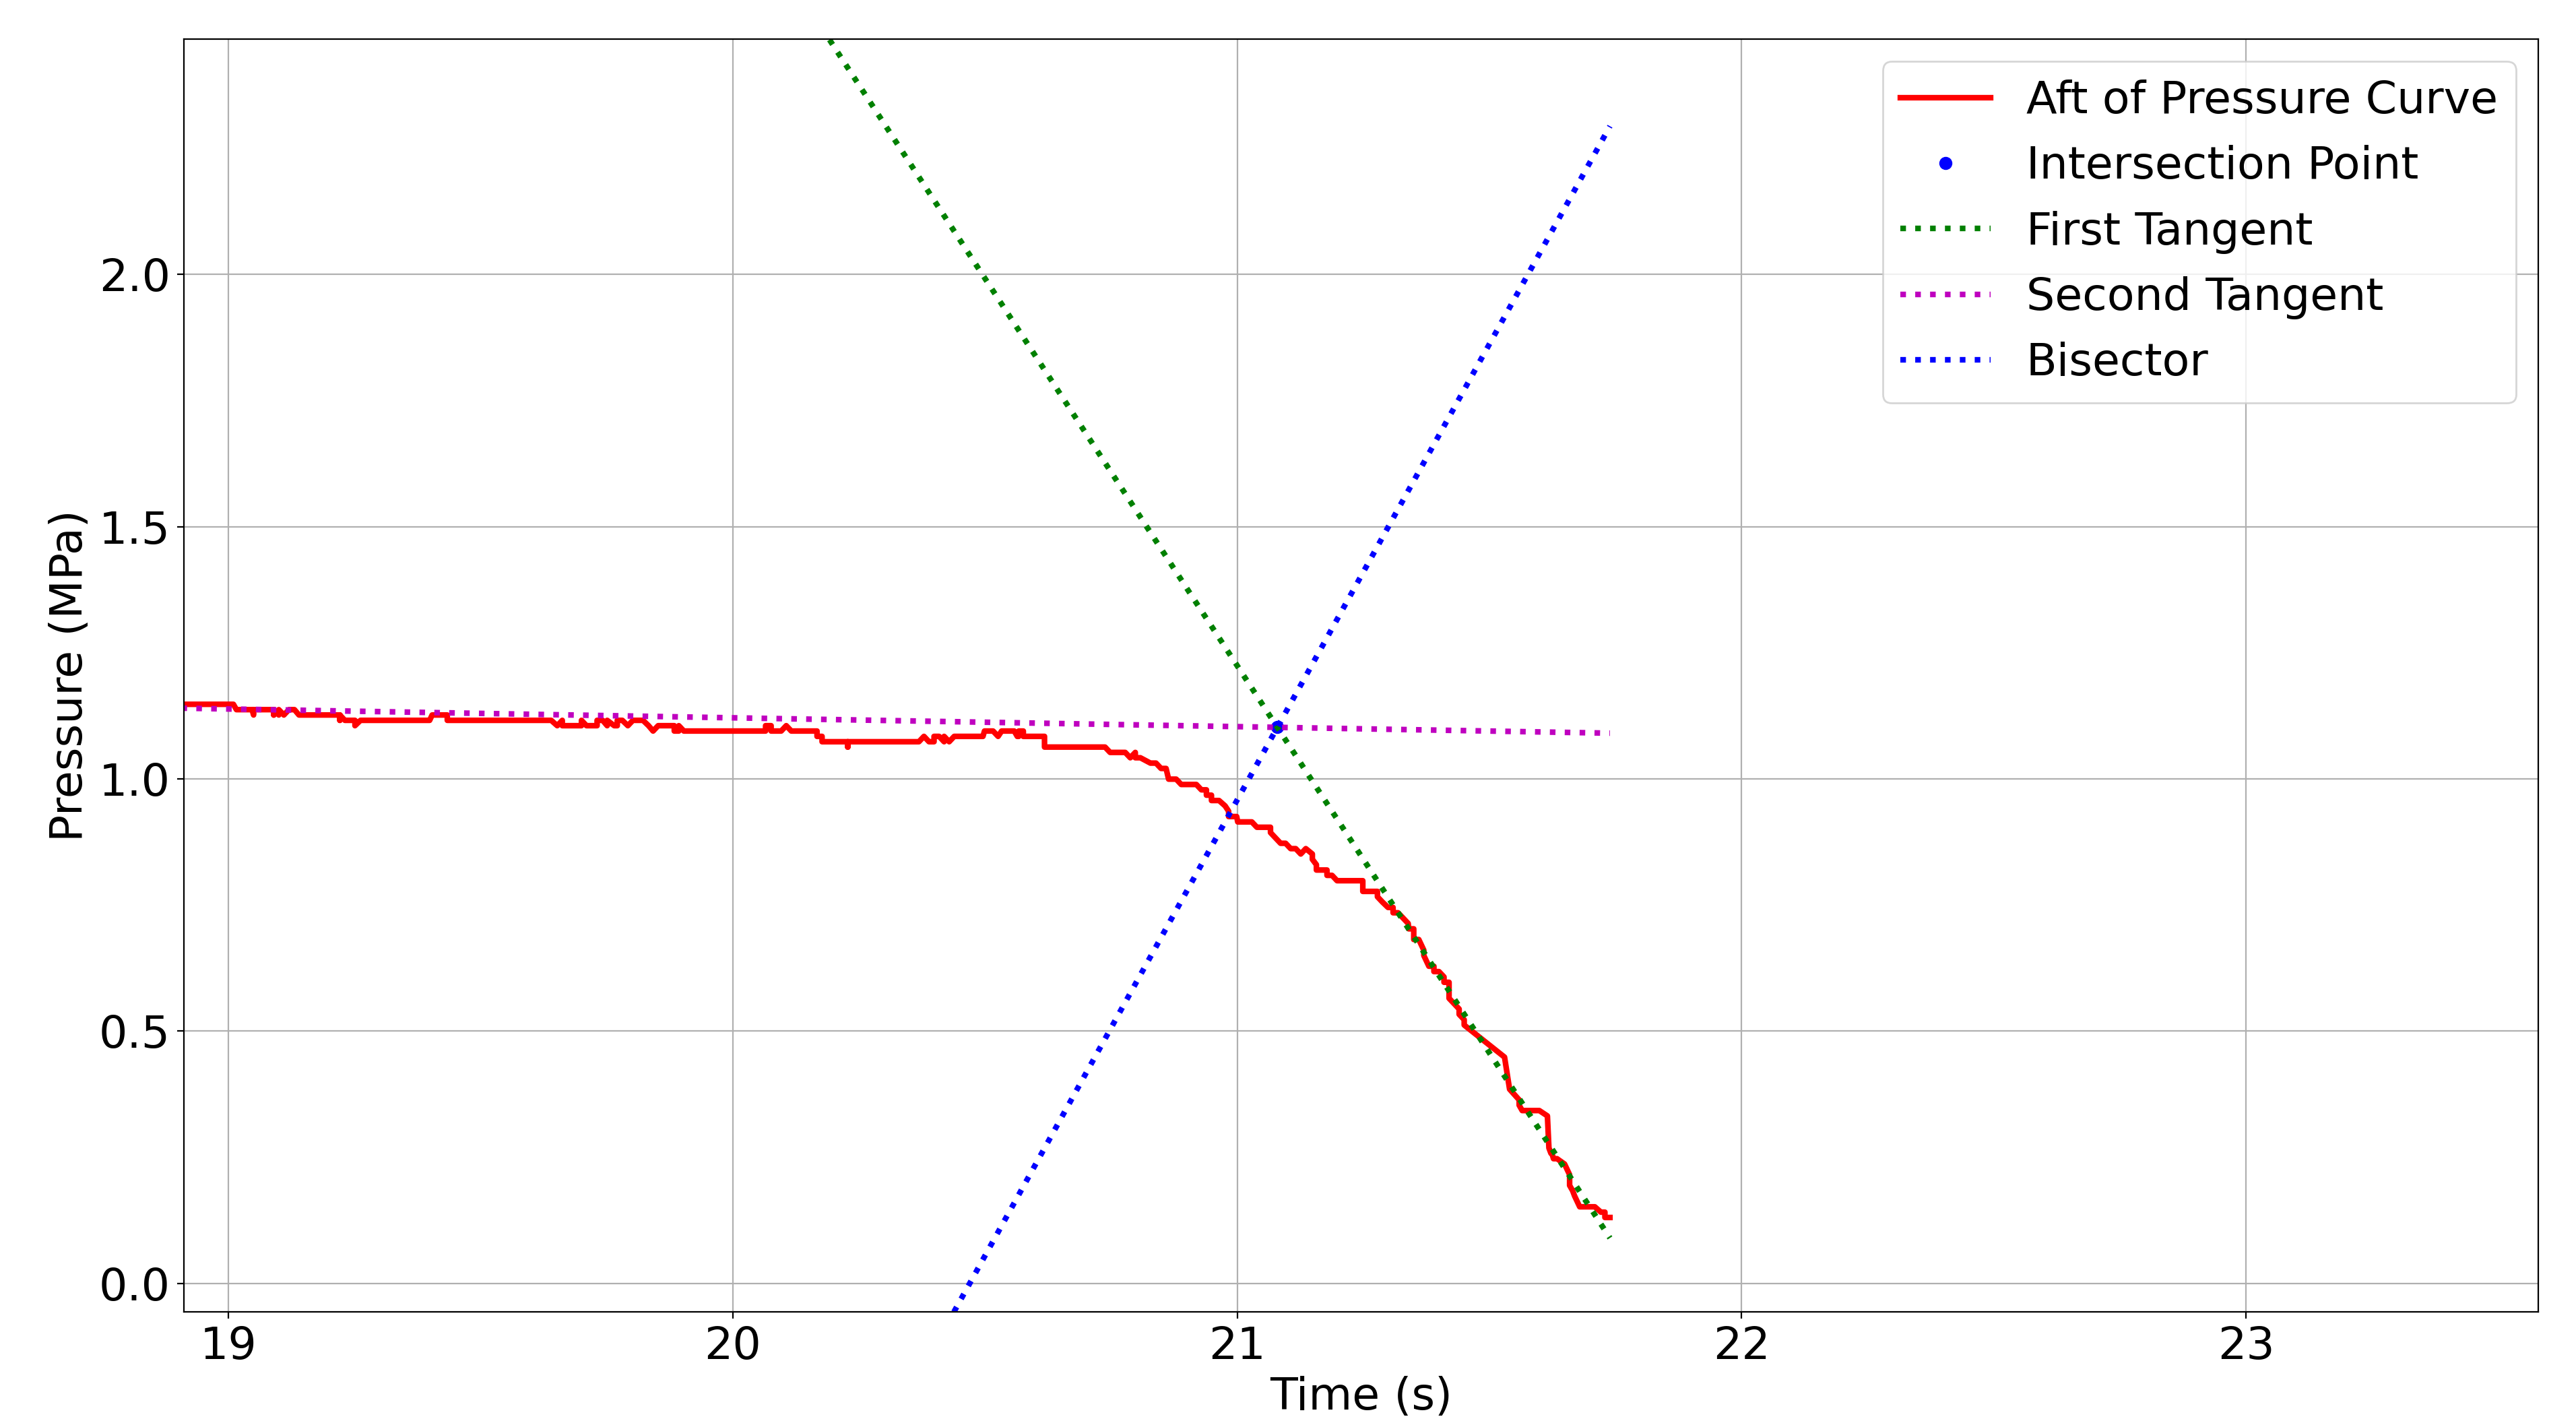 Aft of Pressure Curve
Intersection Point
First Tangent
Second Tangent
Bisector
Pressure (MPa)
2.0
1.5
1.0
0.5
0.0
19 20 21 22 23
Time (s)